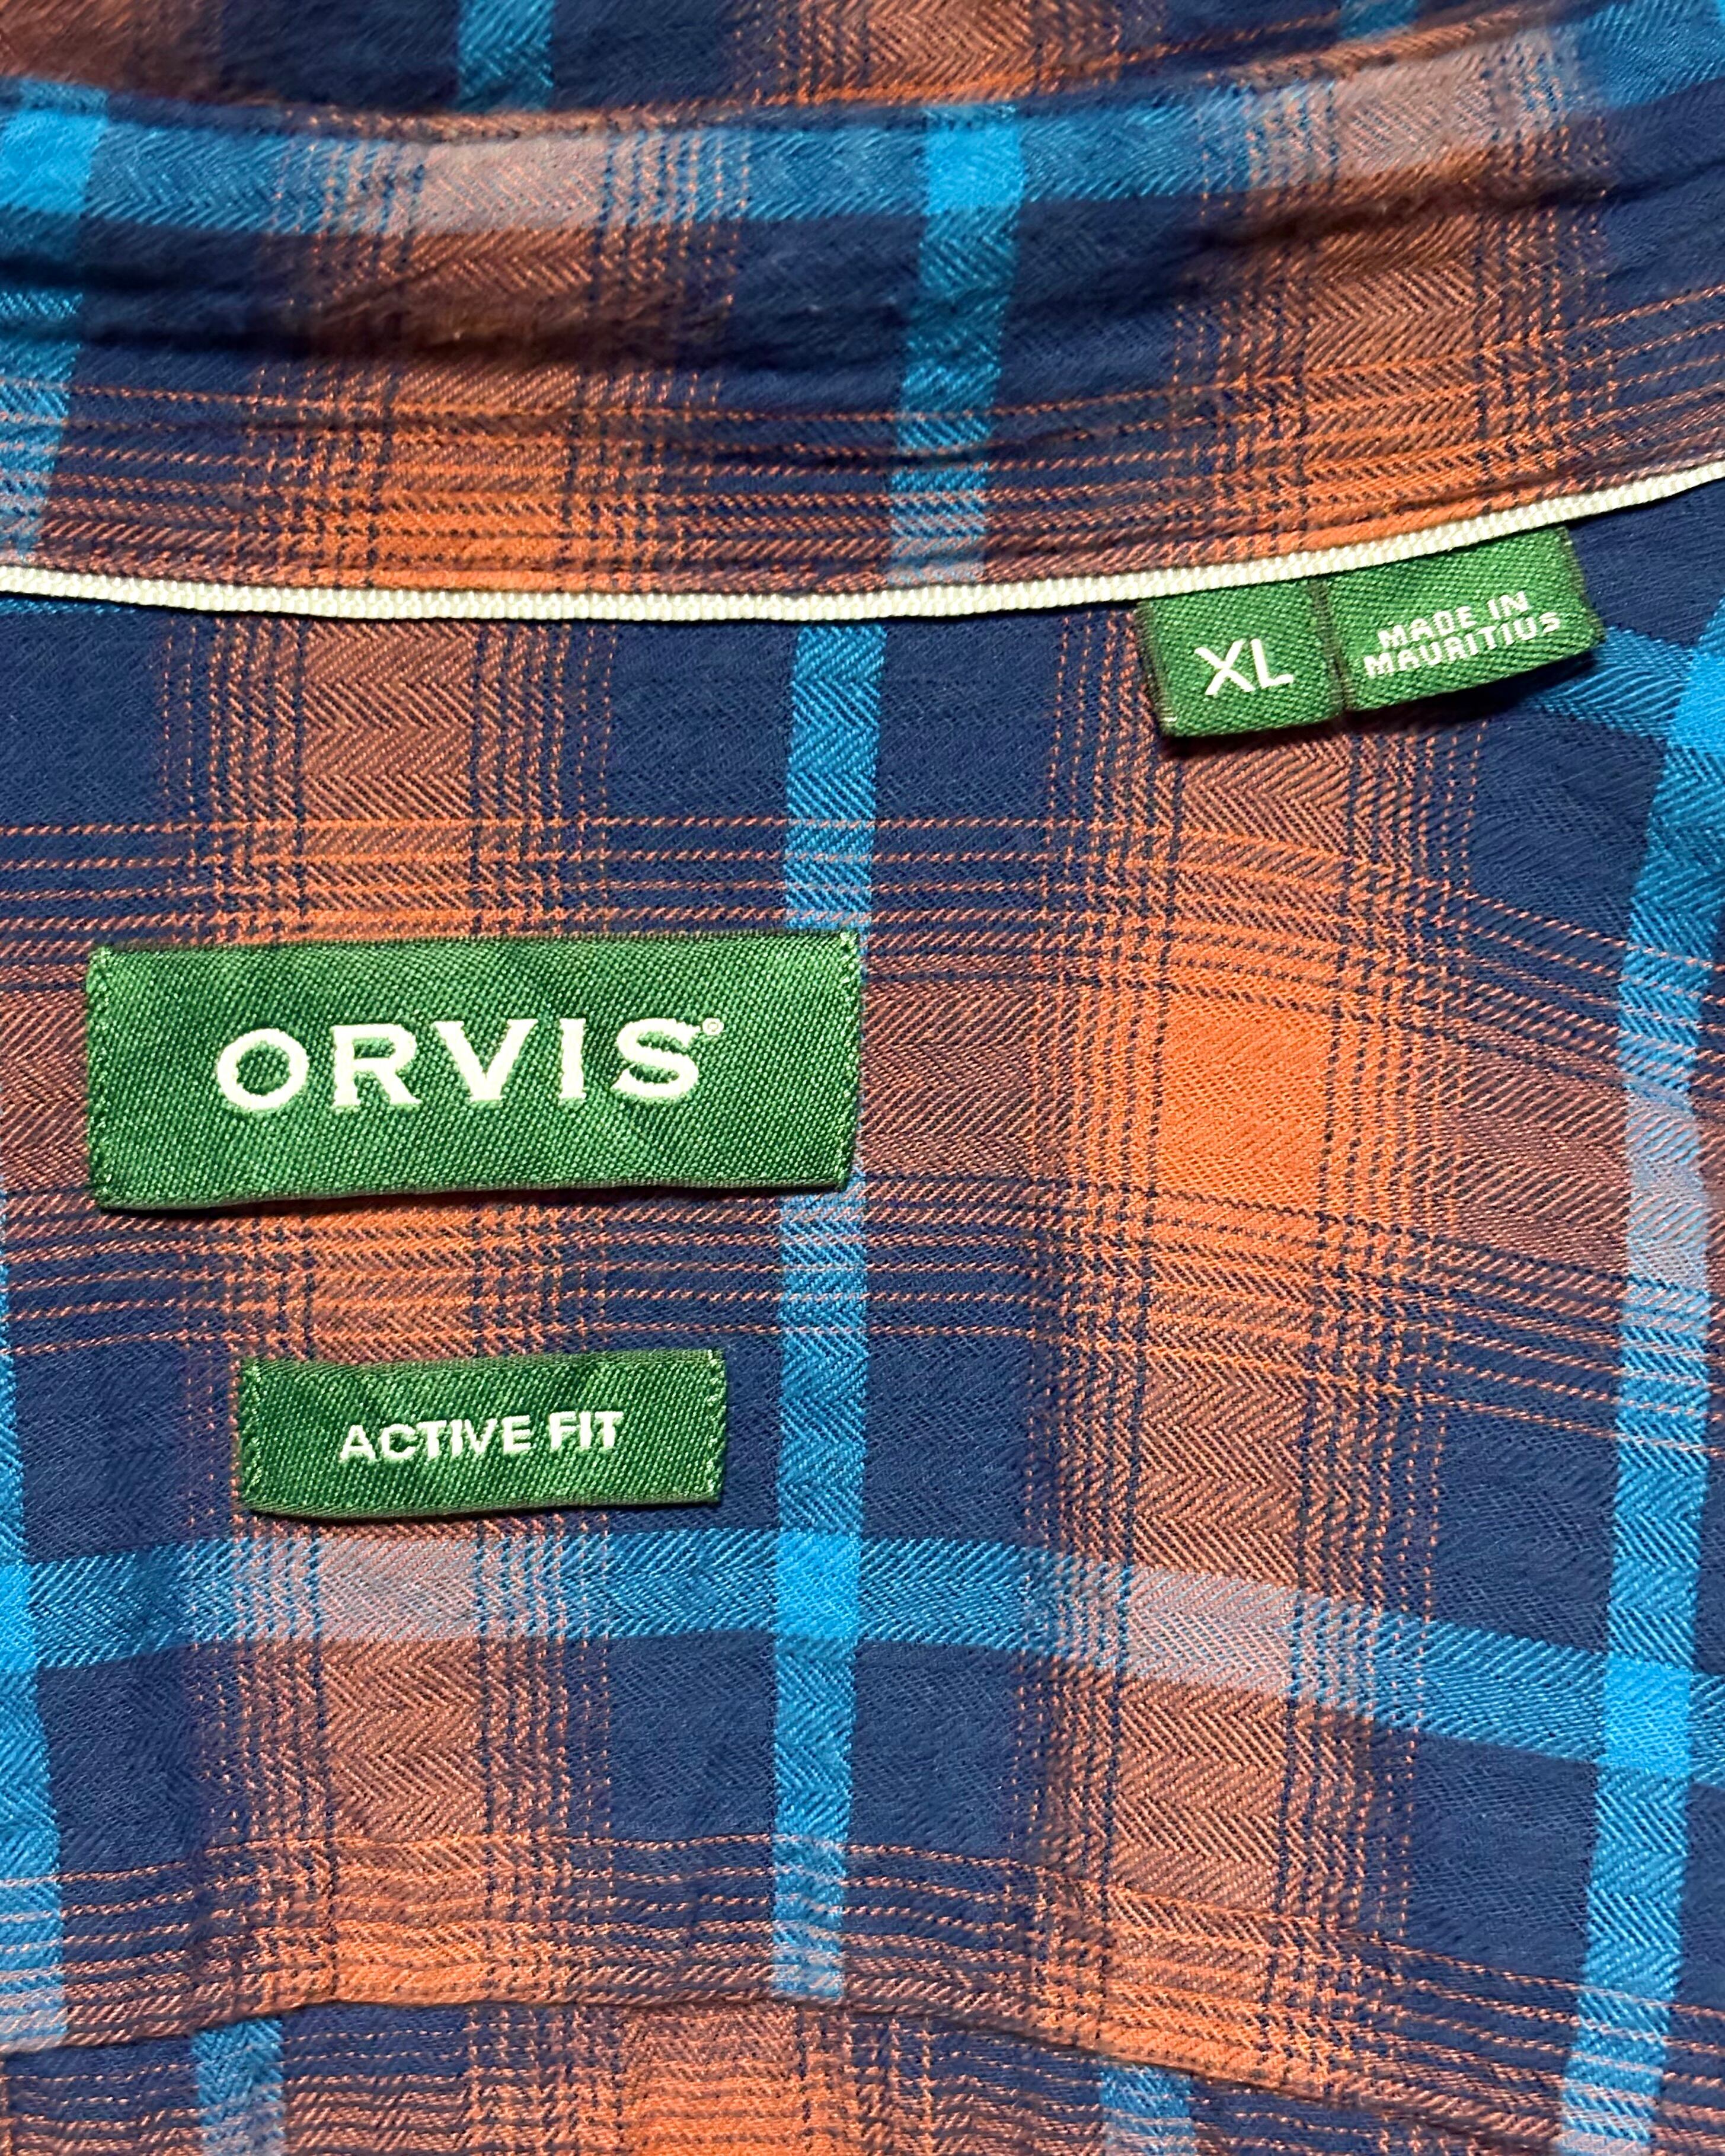 XL
MADE IN
MAURITIUS
ORVIS®
ACTIVE FIT